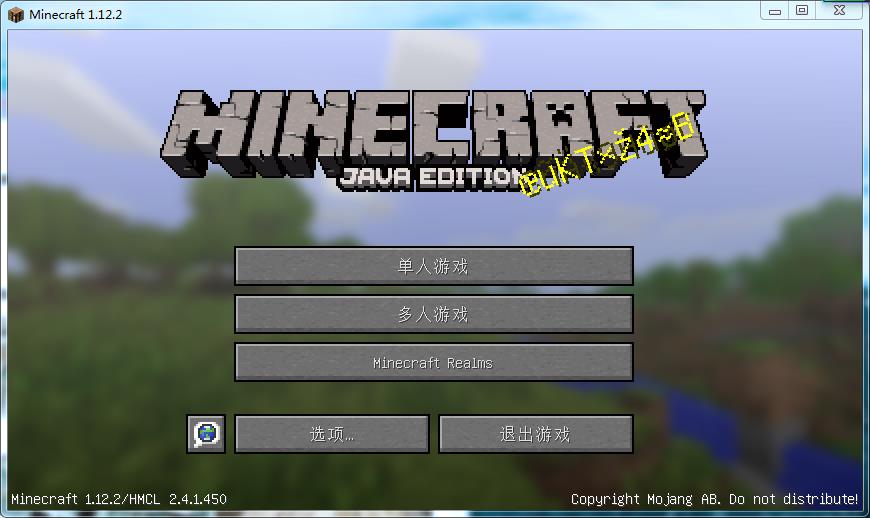 Minecraft 1.12.2
MINECRAFT
JAVA EDITION
单人游戏
多人游戏
Minecraft Realms
选项...
退出游戏
Minecraft 1.12.2/HMCL 2.4.1.450
Copyright Mojang AB. Do not distribute!